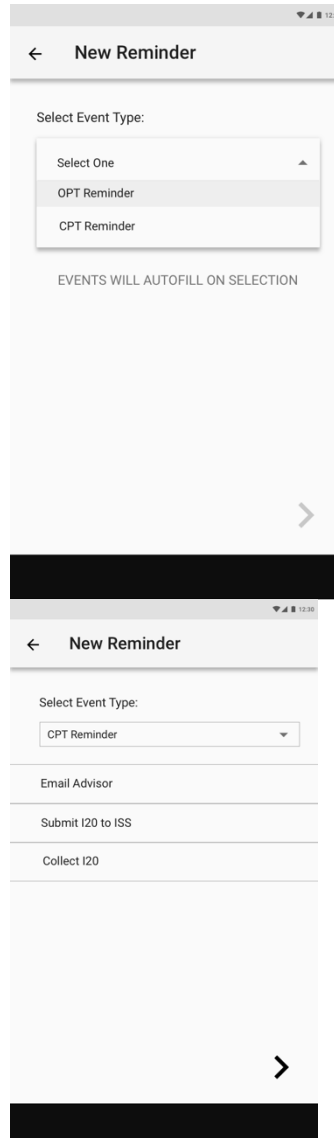 New Reminder
Select Event Type:
Select One
OPT Reminder
CPT Reminder
EVENTS WILL AUTOFILL ON SELECTION
12:30
New Reminder
Select Event Type:
CPT Reminder
Email Advisor
Submit I20 to ISS
Collect I20